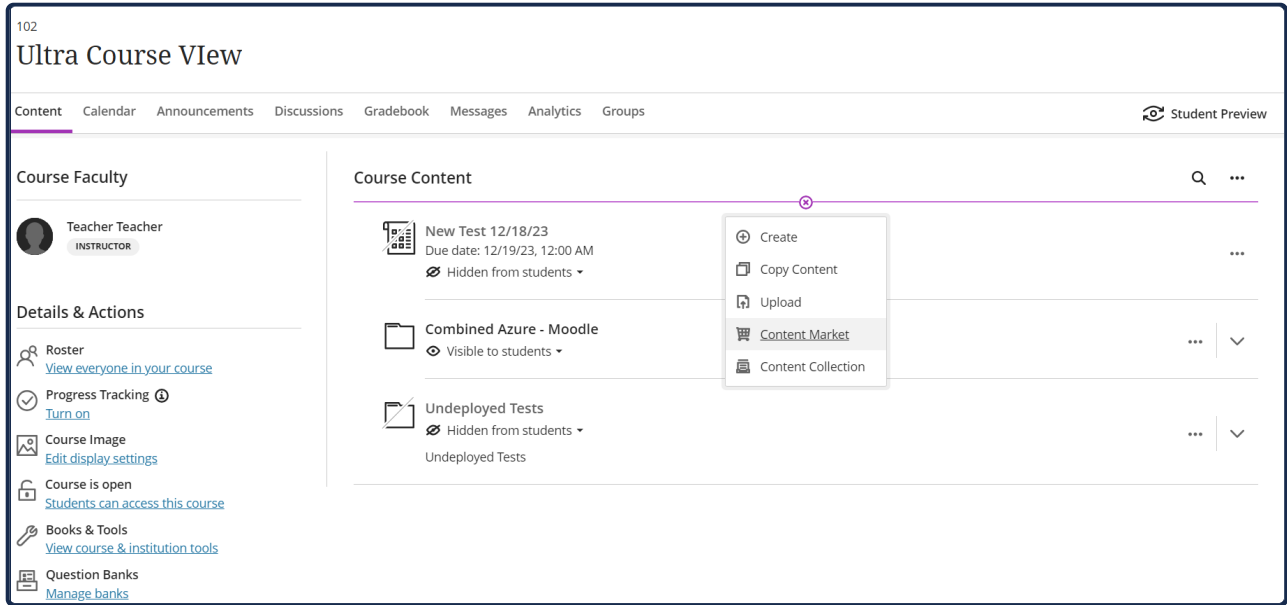 102
Ultra Course VIew
Content Calendar Announcements Discussions Gradebook Messages Analytics Groups
Student Preview
Course Faculty
Teacher Teacher
INSTRUCTOR
Details & Actions
Roster
View everyone in your course
Progress Tracking
Turn on
Course Image
Edit display settings
Course is open
Students can access this course
Books & Tools
View course & institution tools
Question Banks
Manage banks
Course Content
New Test 12/18/23
Due date: 12/19/23, 12:00 AM
Hidden from students
Combined Azure - Moodle
Visible to students
Undeployed Tests
Hidden from students
Undeployed Tests
Create
Copy Content
Upload
Content Market
Content Collection